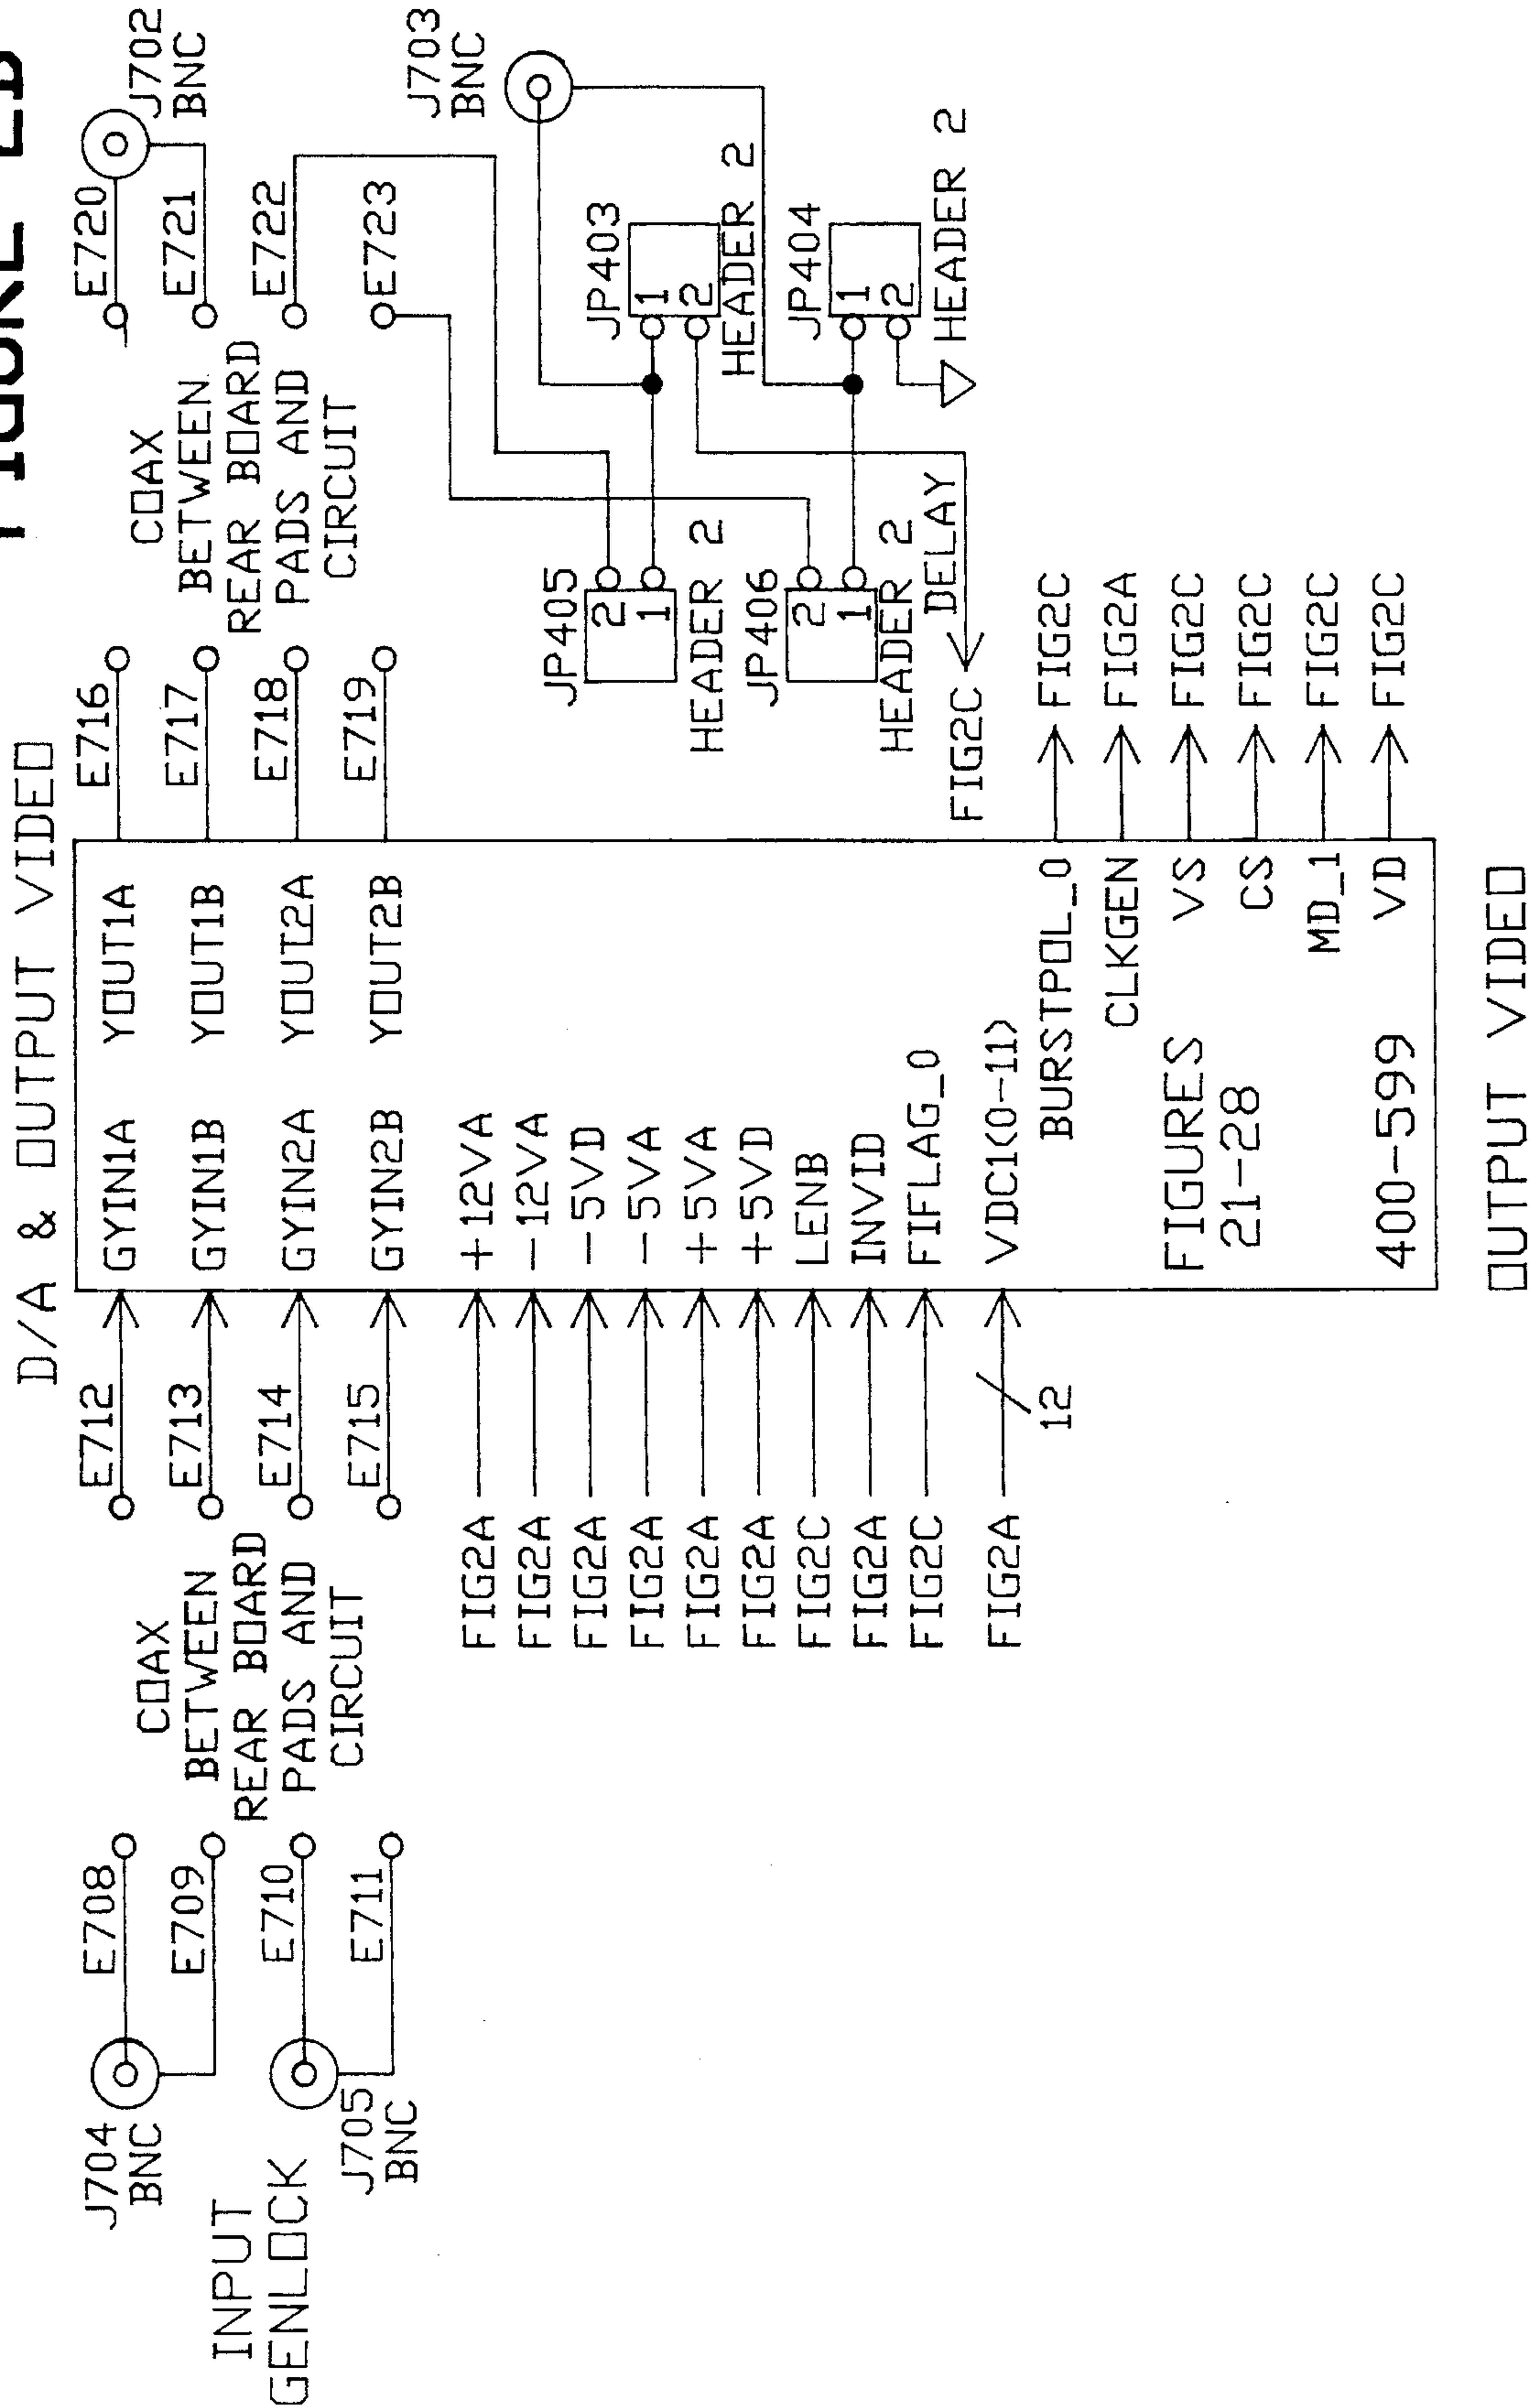 FIGURE 2B
D/A & OUTPUT VIDEO
J704
BNC
E708
E709
INPUT
GENLOCK
E710
J705
BNC
E711
COAX
BETWEEN
REAR BOARD
PADS AND
CIRCUIT
E712
E713
E714
E715
GYIN1A YOUT1A
GYIN1B YOUT1B
GYIN2A YOUT2A
GYIN2B YOUT2B
E716
E717
E718
E719
COAX
BETWEEN
REAR BOARD
PADS AND
CIRCUIT
E720
E721
E722
E723
J702
BNC
J703
BNC
FIG2A +12VA
FIG2A -12VA
FIG2A -5VD
FIG2A -5VA
FIG2A +5VA
FIG2A +5VD
FIG2C LENB
FIG2A INVID
FIG2C FIFLAG_0
FIG2A VDC1(0-11)
12
JP405
2
1
HEADER 2
JP403
1
2
HEADER 2
JP406
2
1
HEADER 2
JP404
1
2
HEADER 2
DELAY
FIG2C
BURSTPOL_0 FIG2C
CLKGEN FIG2A
VS FIG2C
CS FIG2C
MD_1 FIG2C
VD FIG2C
FIGURES
21-28
400-599
OUTPUT VIDEO